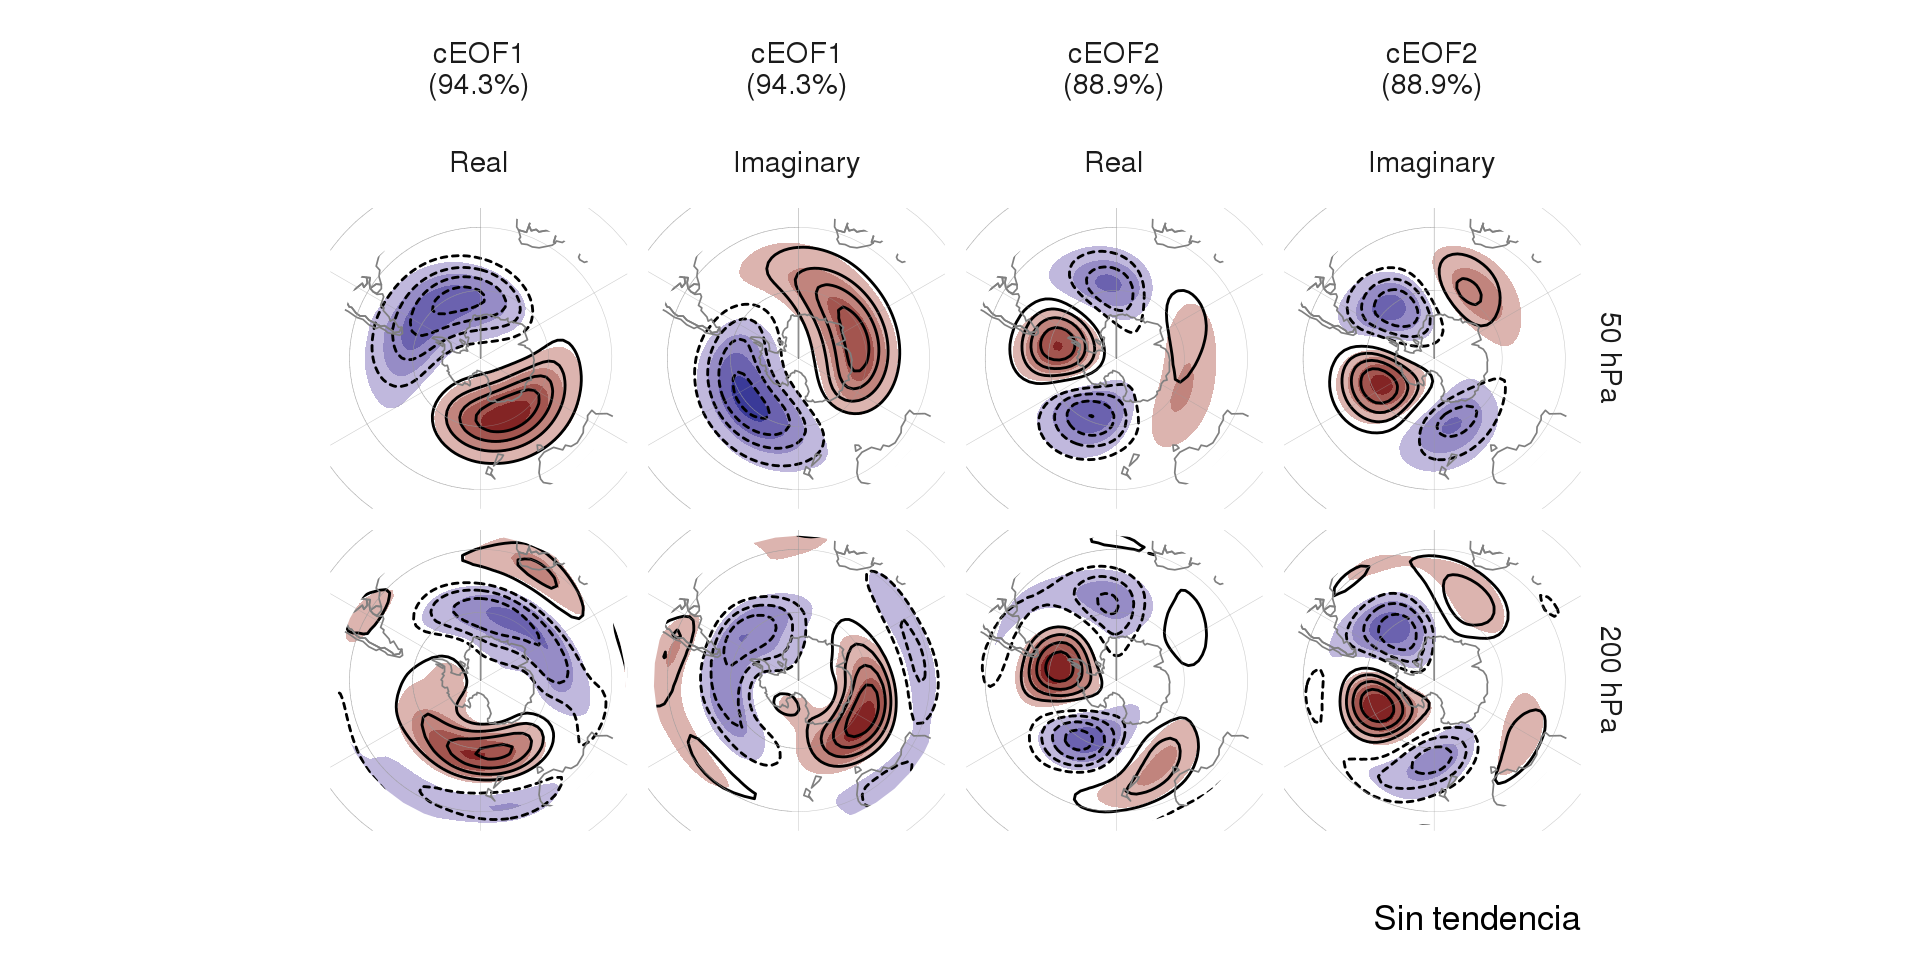 cEOF1
(94.3%)
cEOF1
(94.3%)
cEOF2
(88.9%)
cEOF2
(88.9%)
Real
Imaginary
Real
Imaginary
50 hPa
200 hPa
Sin tendencia